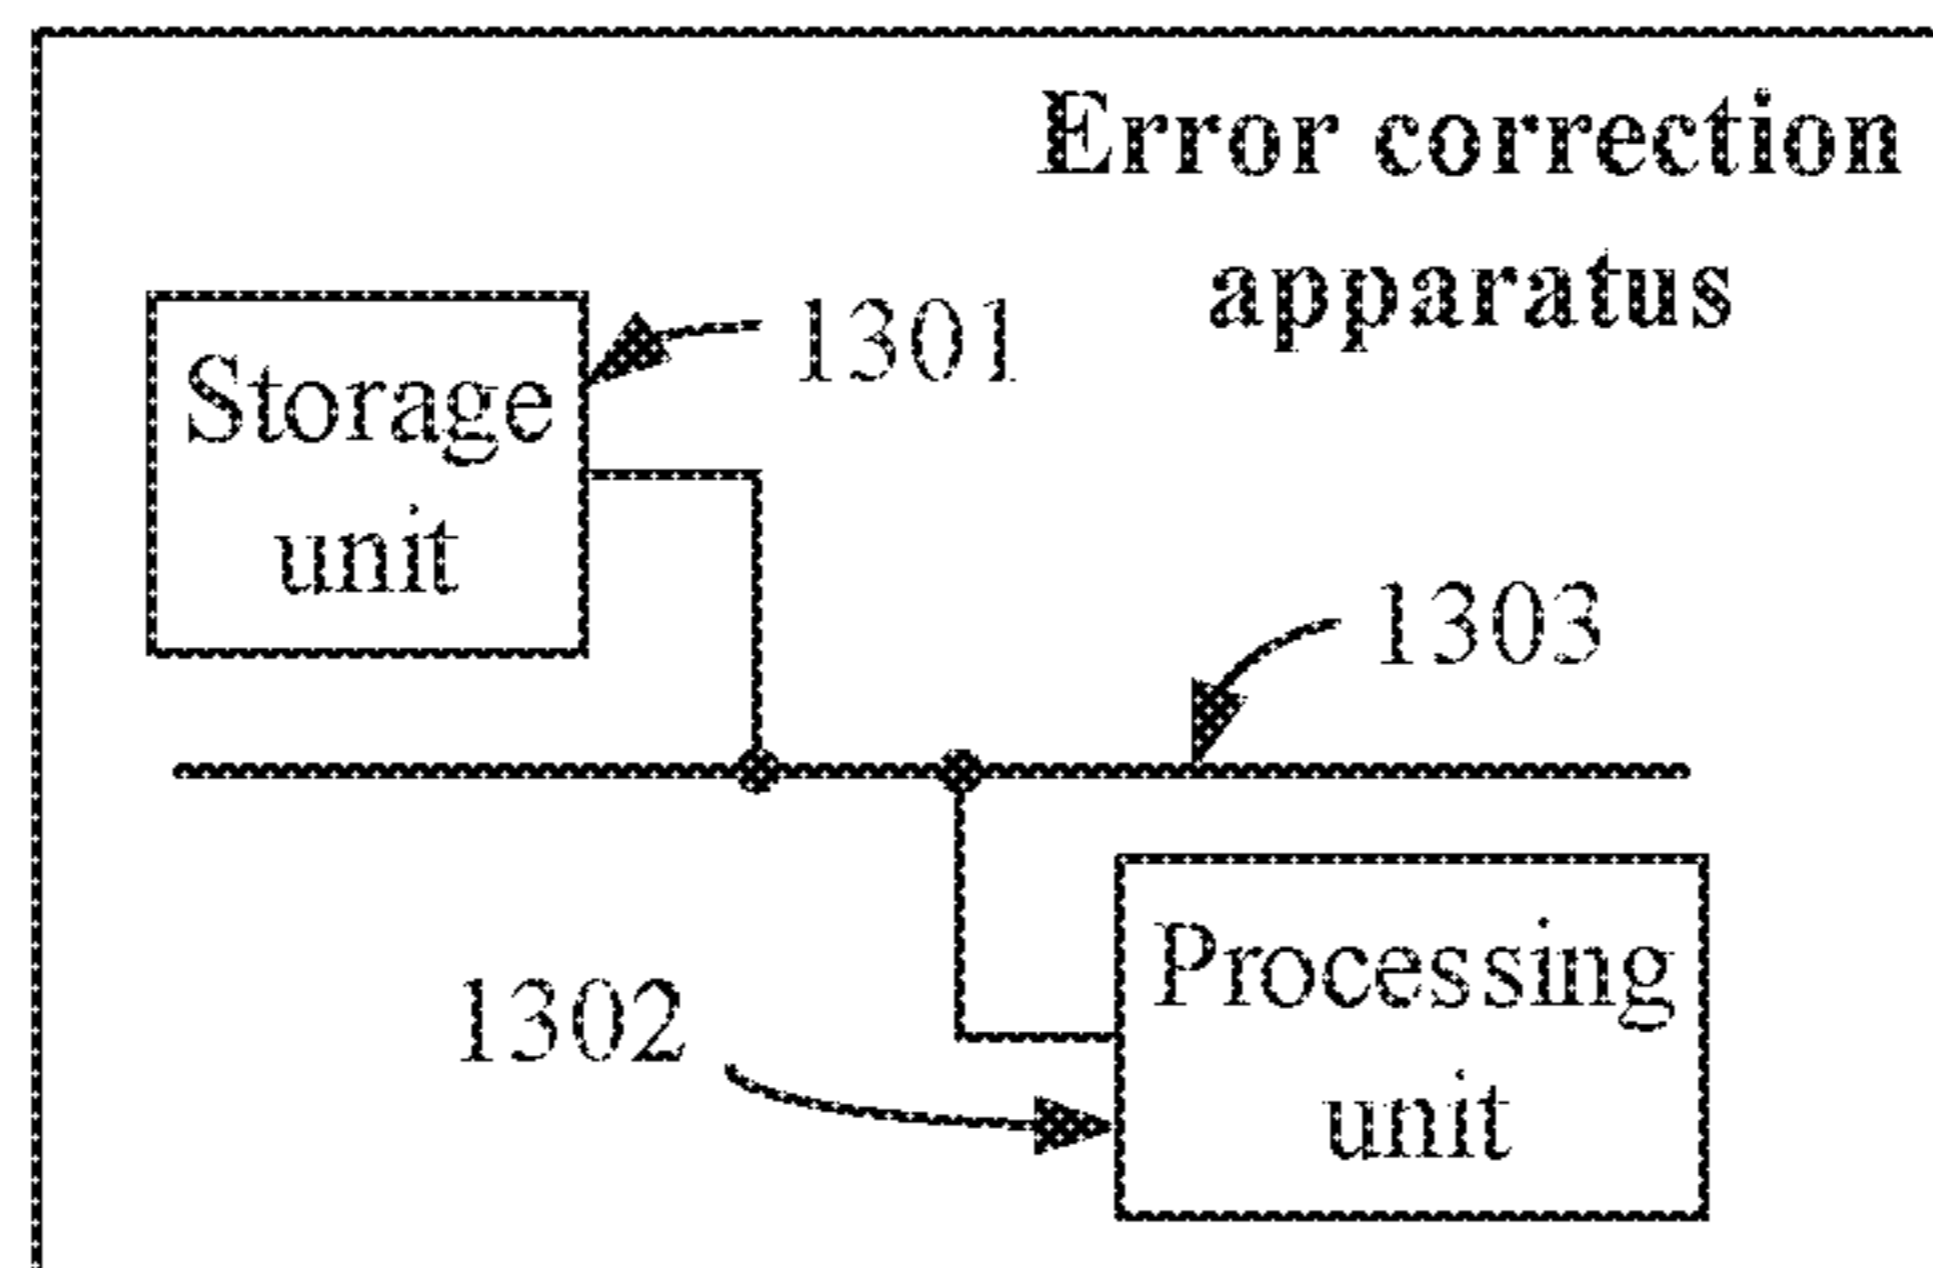 Error correction
apparatus
1301
Storage
unit
1303
1302
Processing
unit